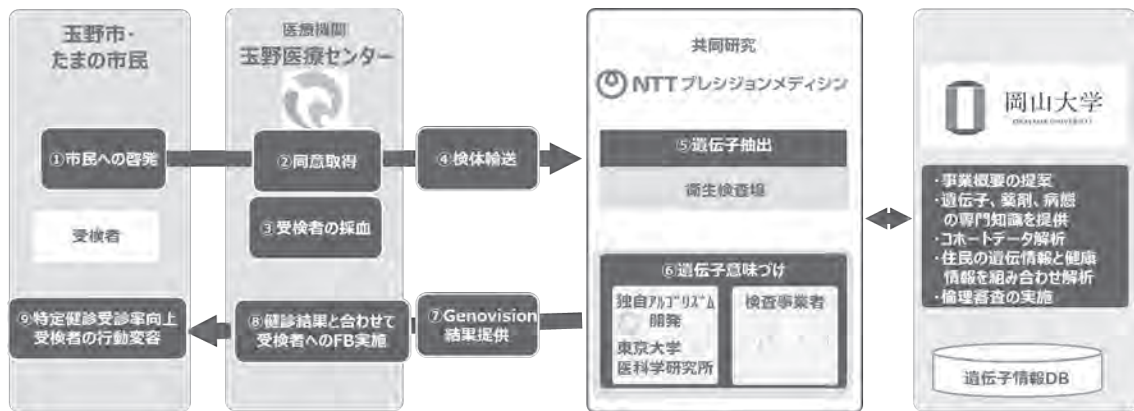 玉野市・
たまの市民
①市民への啓発
受検者
⑨特定健診受診率向上
受検者の行動変容
医療機関
玉野医療センター
②同意取得
③受検者の採血
⑧健診結果と合わせて
受検者へのFB実施
④検体輸送
⑦Genovision
結果提供
共同研究
NTT プレシジョンメディシン
⑤遺伝子抽出
衛生検査場
⑥遺伝子意味づけ
独自アルゴリズム
開発
東京大学
医科学研究所
検査事業者
岡山大学
OKAYAMA UNIVERSITY
・事業概要の提案
・遺伝子、薬剤、病態
の専門知識を提供
・コホートデータ解析
・住民の遺伝情報と健康
情報を組み合わせ解析
・倫理審査の実施
遺伝子情報DB